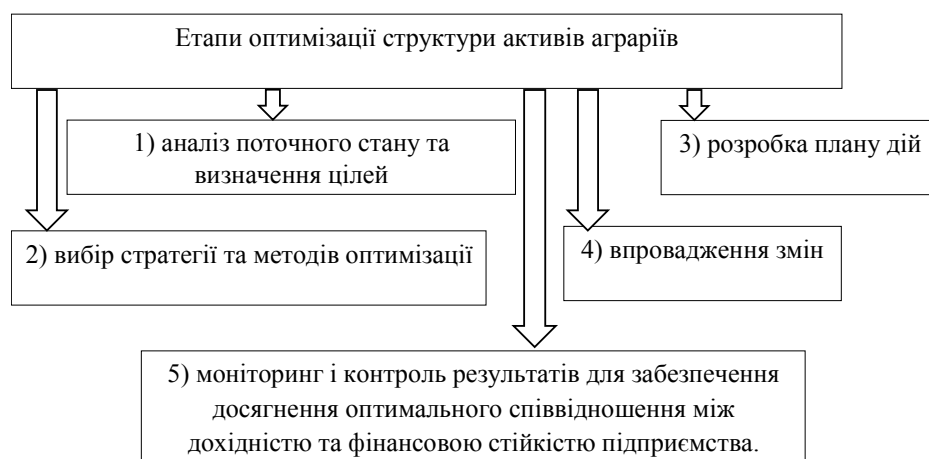 Етапи оптимізації структури активів аграріїв
1) аналіз поточного стану та
визначення цілей
3) розробка плану дій
2) вибір стратегії та методів оптимізації
4) впровадження змін
5) моніторинг і контроль результатів для забезпечення
досягнення оптимального співвідношення між
дохідністю та фінансовою стійкістю підприємства.